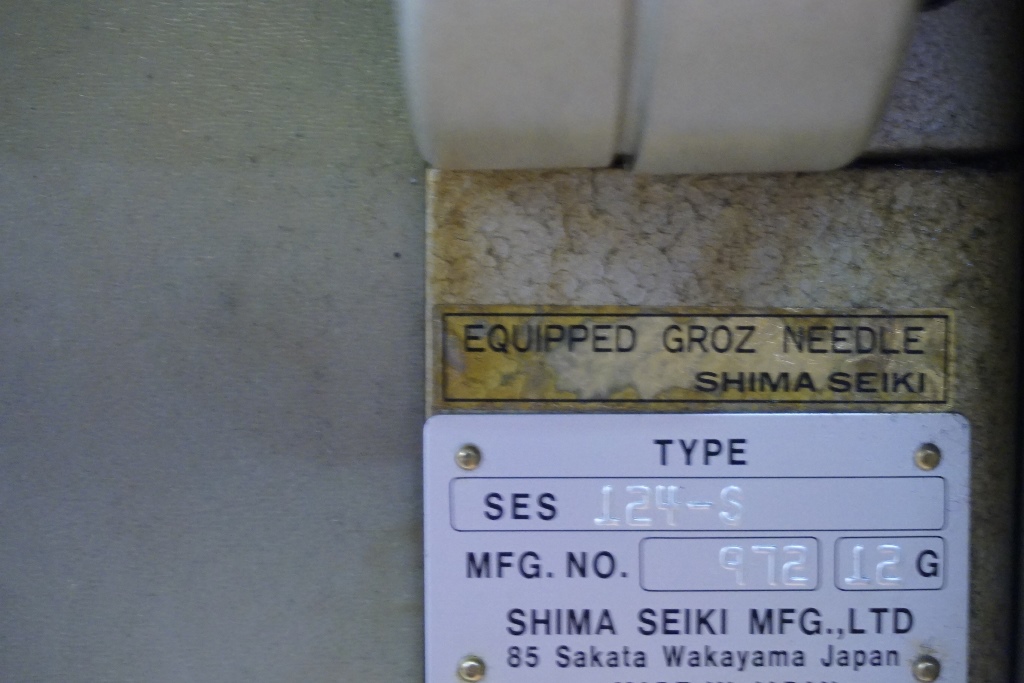 EQUIPPED GROZ NEEDLE
SHIMA SEIKI
TYPE
SES 124-S
MFG. NO. 972 12 G
SHIMA SEIKI MFG.,LTD
85 Sakata Wakayama Japan